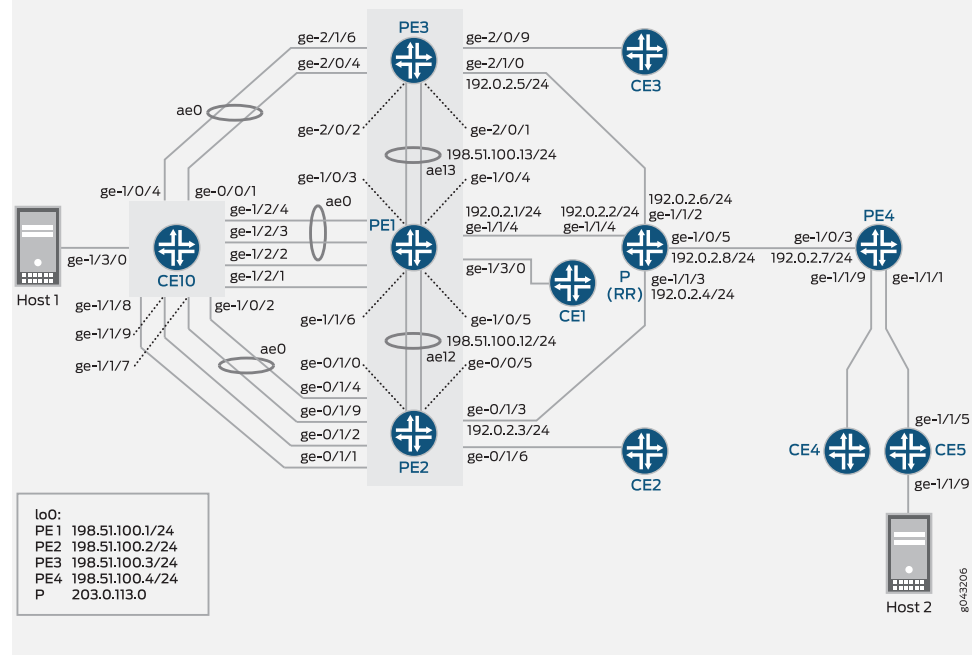 PE3
ge-2/1/6
ge-2/0/9
ge-2/0/4
ge-2/1/0
192.0.2.5/24
CE3
ae0
ge-2/0/2
ge-2/0/1
198.51.100.13/24
ae13
ge-1/0/3
ge-1/0/4
ge-1/0/4
ge-0/0/1
ae0
192.0.2.6/24
ge-1/1/2
ge-1/2/4
PE1
192.0.2.1/24
192.0.2.2/24
PE4
ge-1/2/3
ge-1/1/4
ge-1/1/4
ge-1/0/5
ge-1/0/3
ge-1/2/2
192.0.2.8/24
192.0.2.7/24
ge-1/3/0
ge-1/2/1
ge-1/3/0
ge-1/1/3
ge-1/1/9
ge-1/1/1
CE10
P
(RR)
192.0.2.4/24
Host 1
CE1
ge-1/1/8
ge-1/0/2
ge-1/1/6
ge-1/0/5
ge-1/1/9
198.51.100.12/24
ae0
ae12
ge-1/1/7
ge-0/1/0
ge-0/0/5
ge-0/1/4
ge-0/1/9
ge-0/1/3
192.0.2.3/24
ge-1/1/5
ge-0/1/2
ge-0/1/1
PE2
ge-0/1/6
CE4
CE5
CE2
ge-1/1/9
lo0:
PE1 198.51.100.1/24
PE2 198.51.100.2/24
PE3 198.51.100.3/24
PE4 198.51.100.4/24
P 203.0.113.0
Host 2
g043206